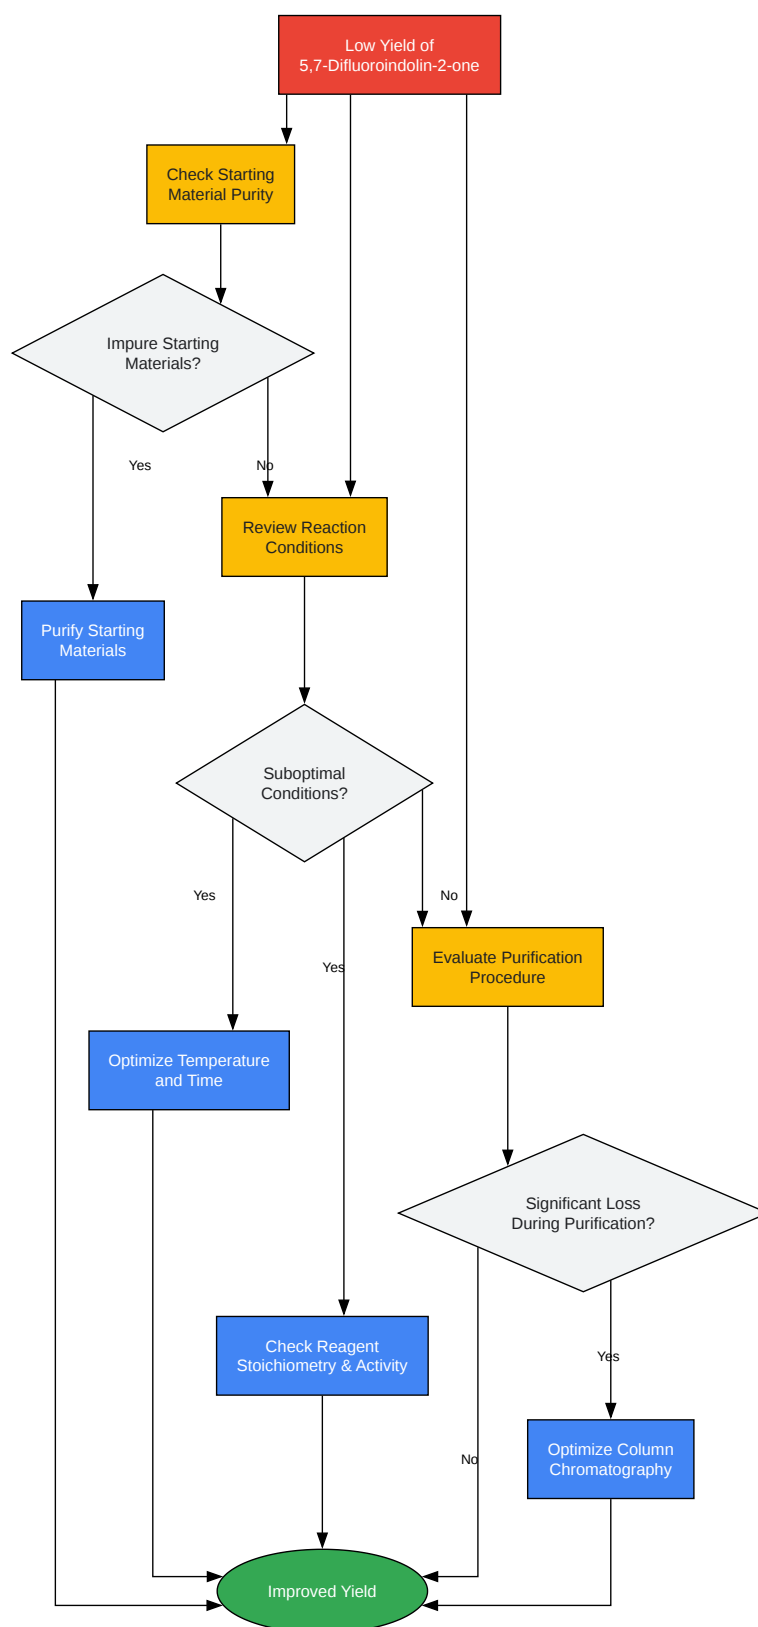 Low Yield of
5,7-Difluoroindolin-2-one
Check Starting
Material Purity
Impure Starting
Materials?
Yes
No
Review Reaction
Conditions
Purify Starting
Materials
Suboptimal
Conditions?
Yes
No
Yes
Evaluate Purification
Procedure
Optimize Temperature
and Time
Significant Loss
During Purification?
Check Reagent
Stoichiometry & Activity
Yes
No
Optimize Column
Chromatography
Improved Yield